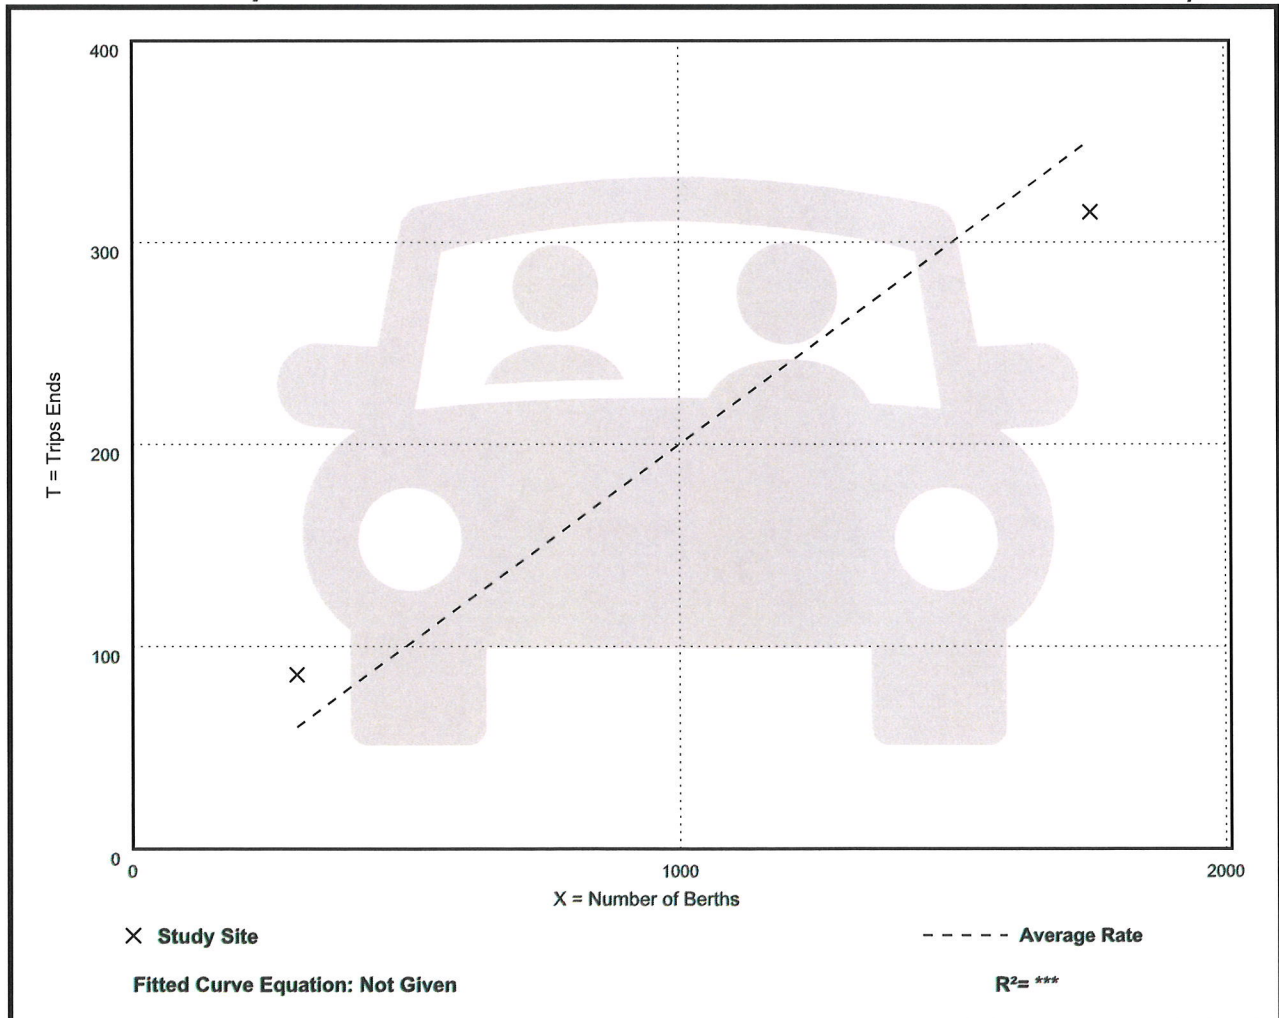 400
300
200
100
0
T = Trips Ends
0 1000 2000
X = Number of Berths
Study Site
Average Rate
Fitted Curve Equation: Not Given
R²= ***